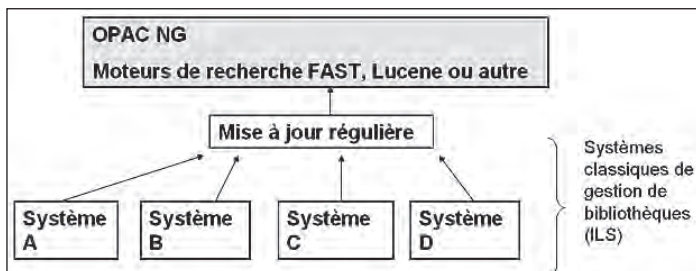 OPAC NG
Moteurs de recherche FAST, Lucene ou autre
Mise à jour régulière
Système
A
Système
B
Système
C
Système
D
Systèmes
classiques de
gestion de
bibliothèques
(ILS)